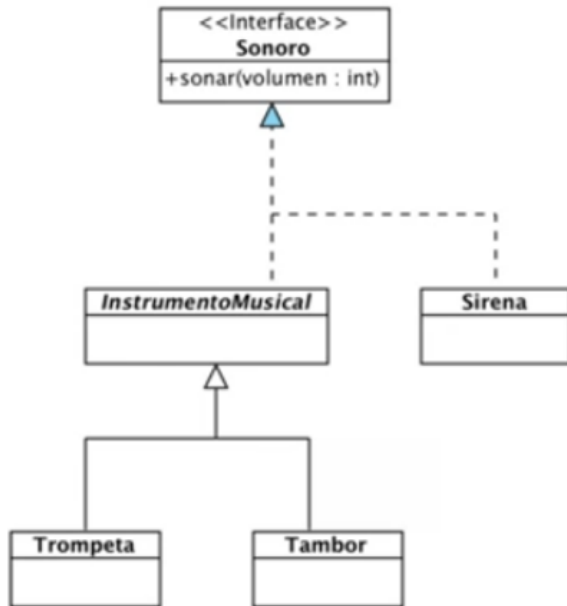 <<Interface>>
Sonoro
+sonar(volumen : int)
InstrumentoMusical
Sirena
Trompeta
Tambor